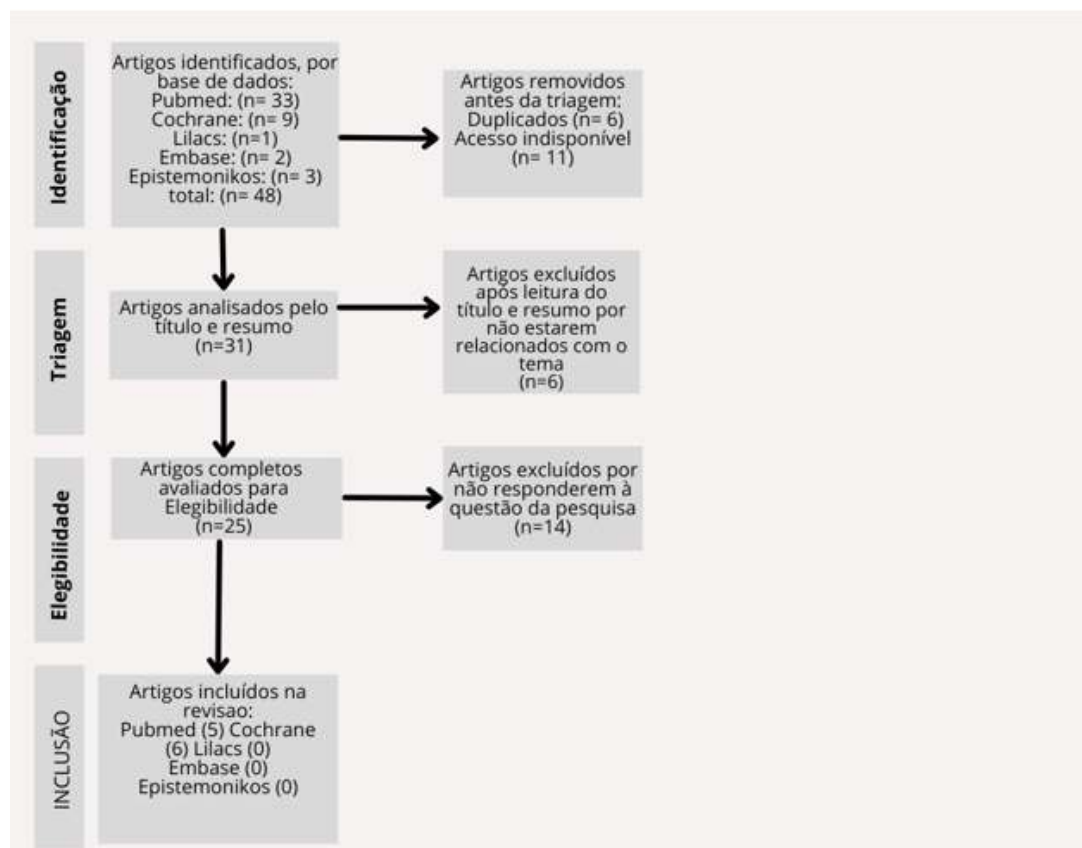 Identificação
Artigos identificados, por
base de dados:
Pubmed: (n= 33)
Cochrane: (n= 9)
Lilacs: (n=1)
Embase: (n= 2)
Epistemonikos: (n= 3)
total: (n= 48)
Artigos removidos
antes da triagem:
Duplicados (n= 6)
Acesso indisponível
(n= 11)
Triagem
Artigos analisados pelo
título e resumo
(n=31)
Artigos excluídos
após leitura do
título e resumo por
não estarem
relacionados com o
tema
(n=6)
Elegibilidade
Artigos completos
avaliados para
Elegibilidade
(n=25)
Artigos excluídos por
não responderem à
questão da pesquisa
(n=14)
INCLUSÃO
Artigos incluídos na
revisao:
Pubmed (5) Cochrane
(6) Lilacs (0)
Embase (0)
Epistemonikos (0)